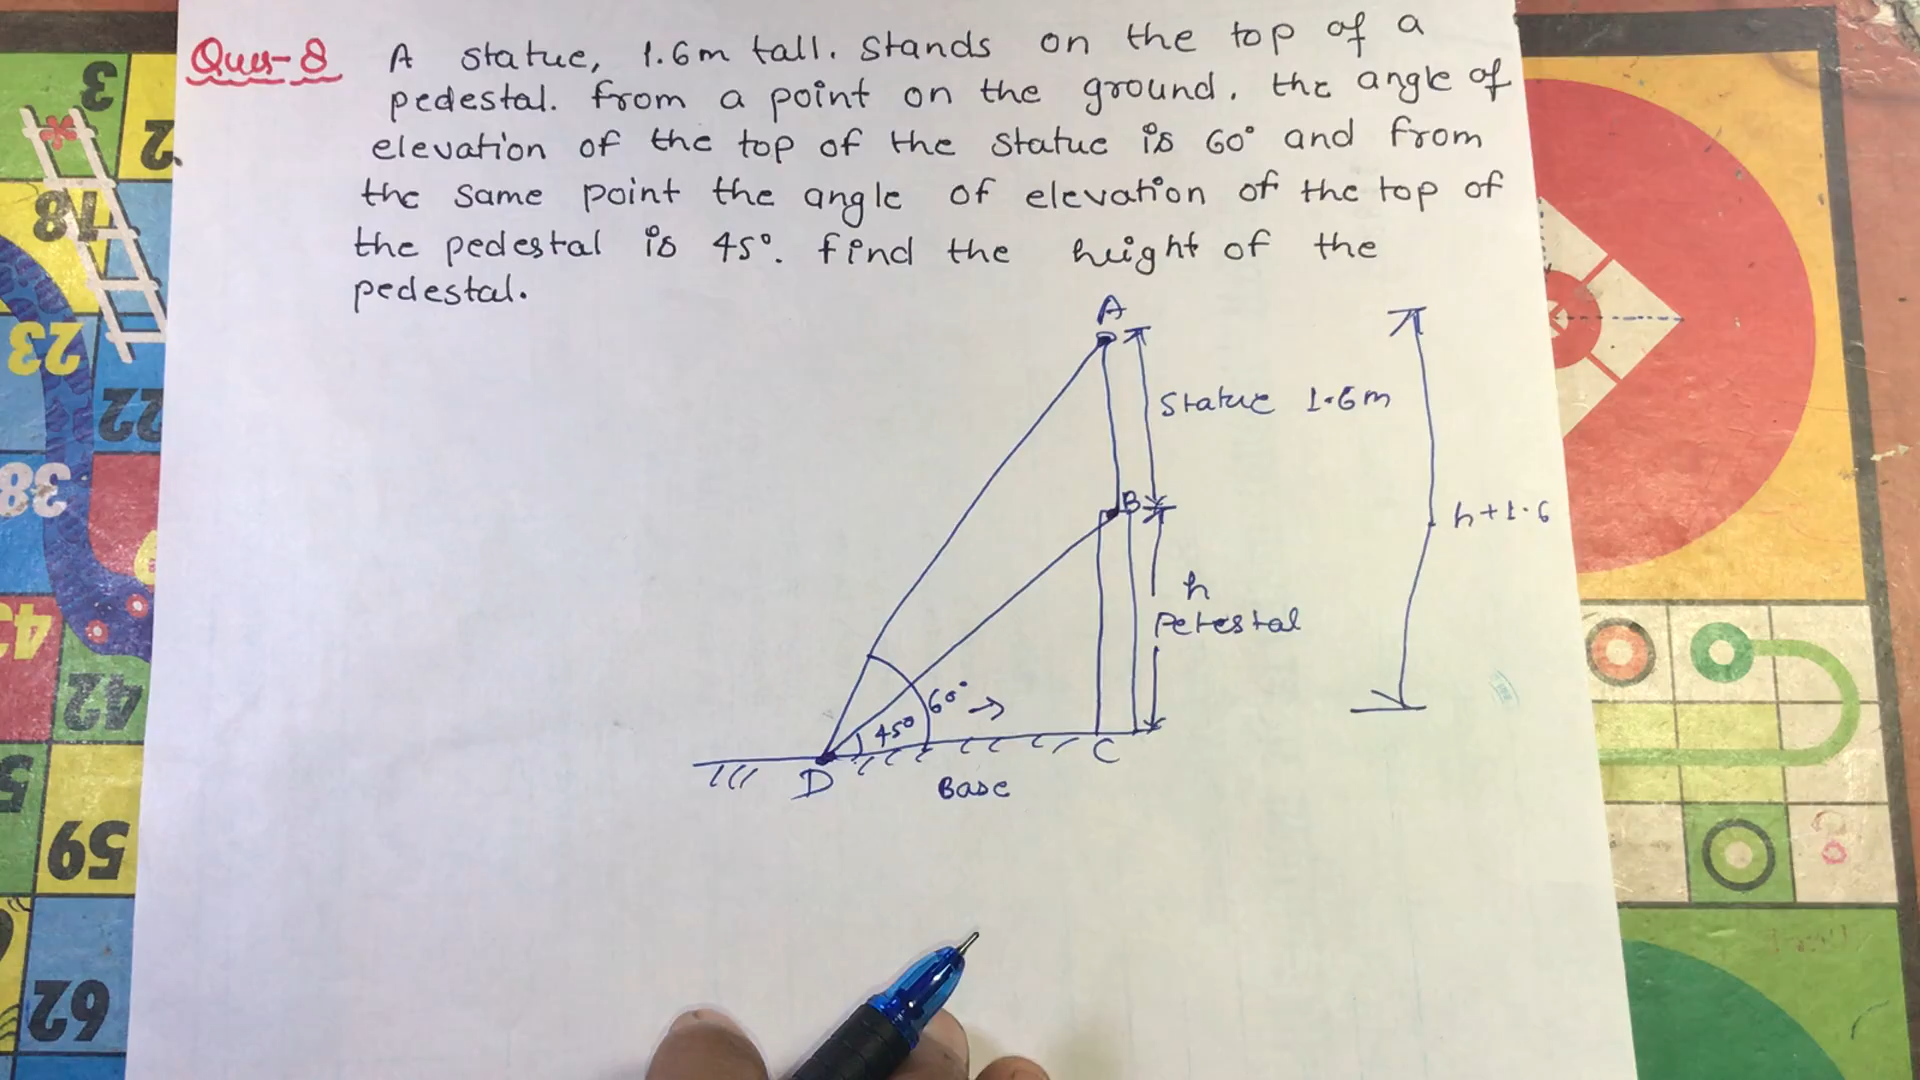 Ques-8 A statue, 1.6m tall. Stands on the top of a
pedestal. from a point on the ground. the angle of
elevation of the top of the statue is 60° and from
the same point the angle of elevation of the top of
the pedestal is 45°. find the height of the
pedestal.
A
Statue 1.6m
B
h+1.6
h
Petestal
60°
45°
D
C
Base
3
2
18
23
22
38
43
42
5
59
62